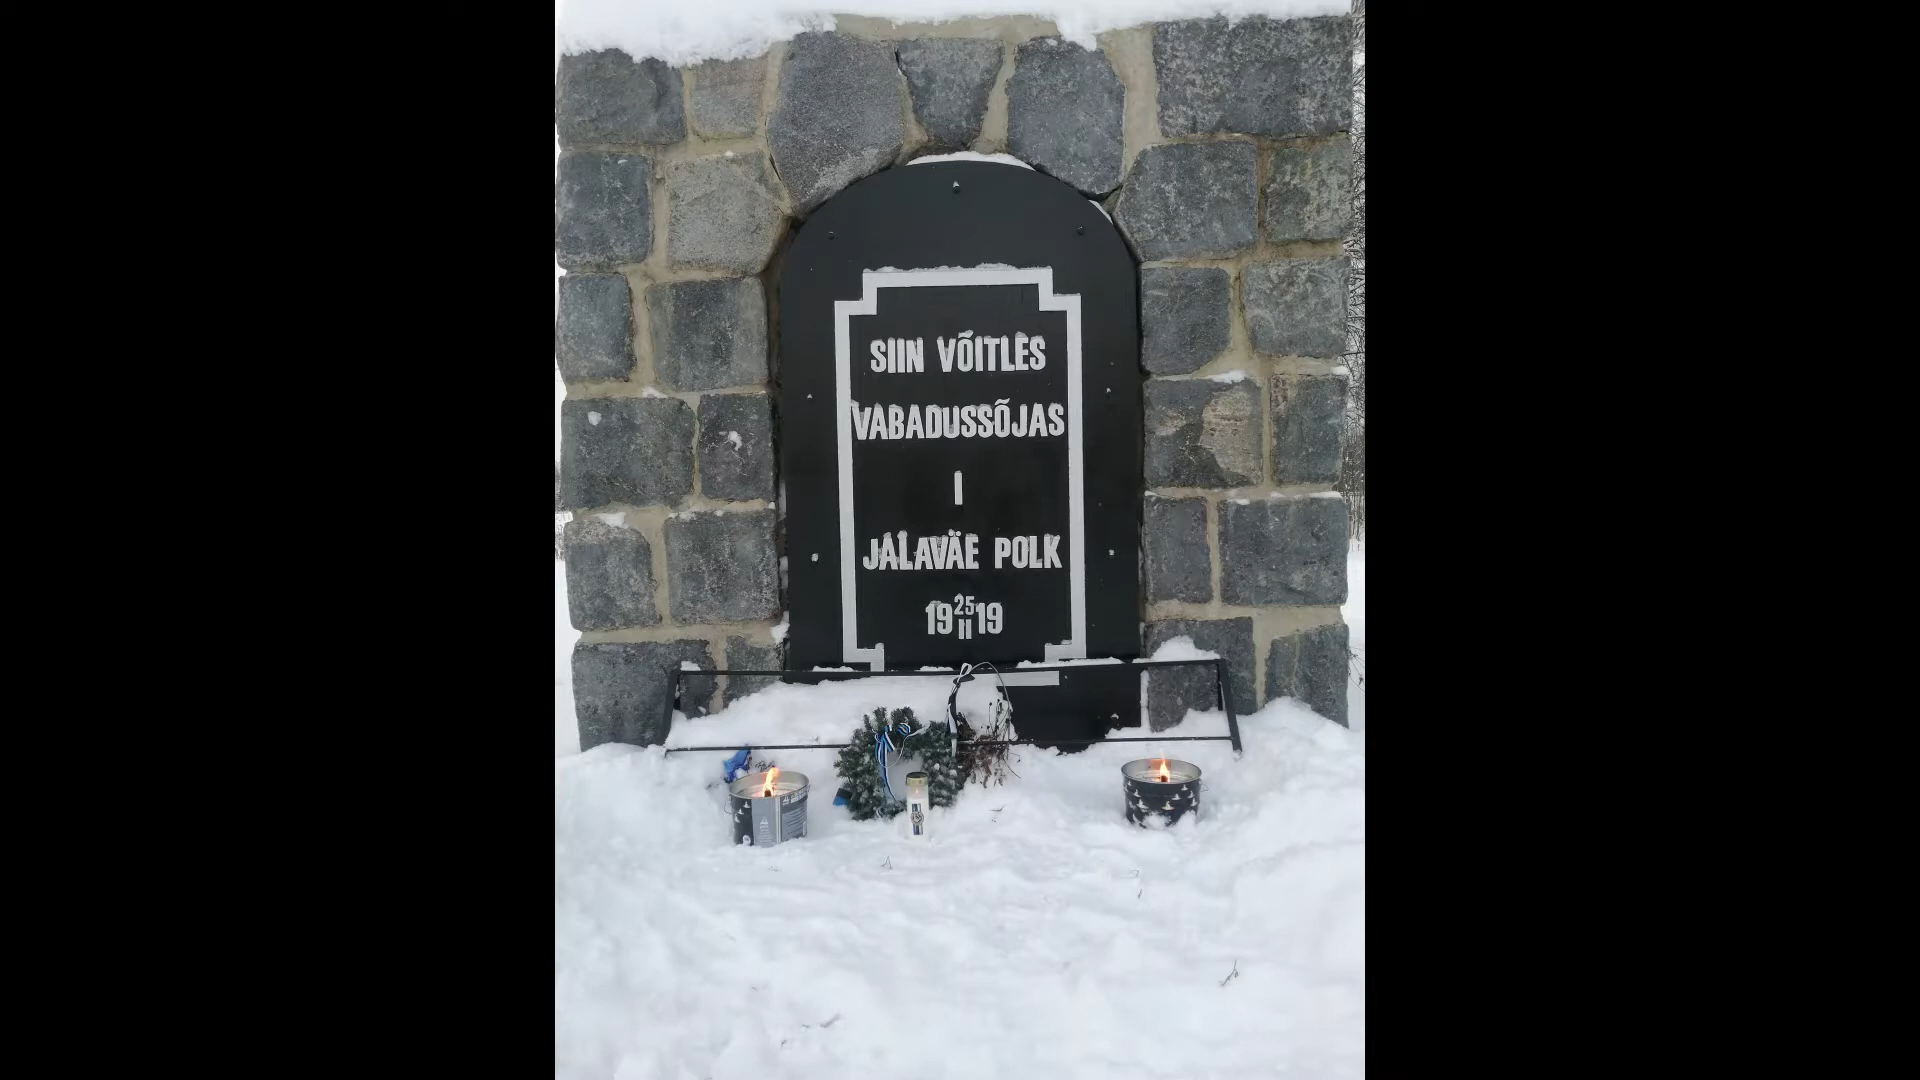 SIIN VÕITLES
VABADUSSÕJAS
I
JALAVÄE POLK
19 25 II 19